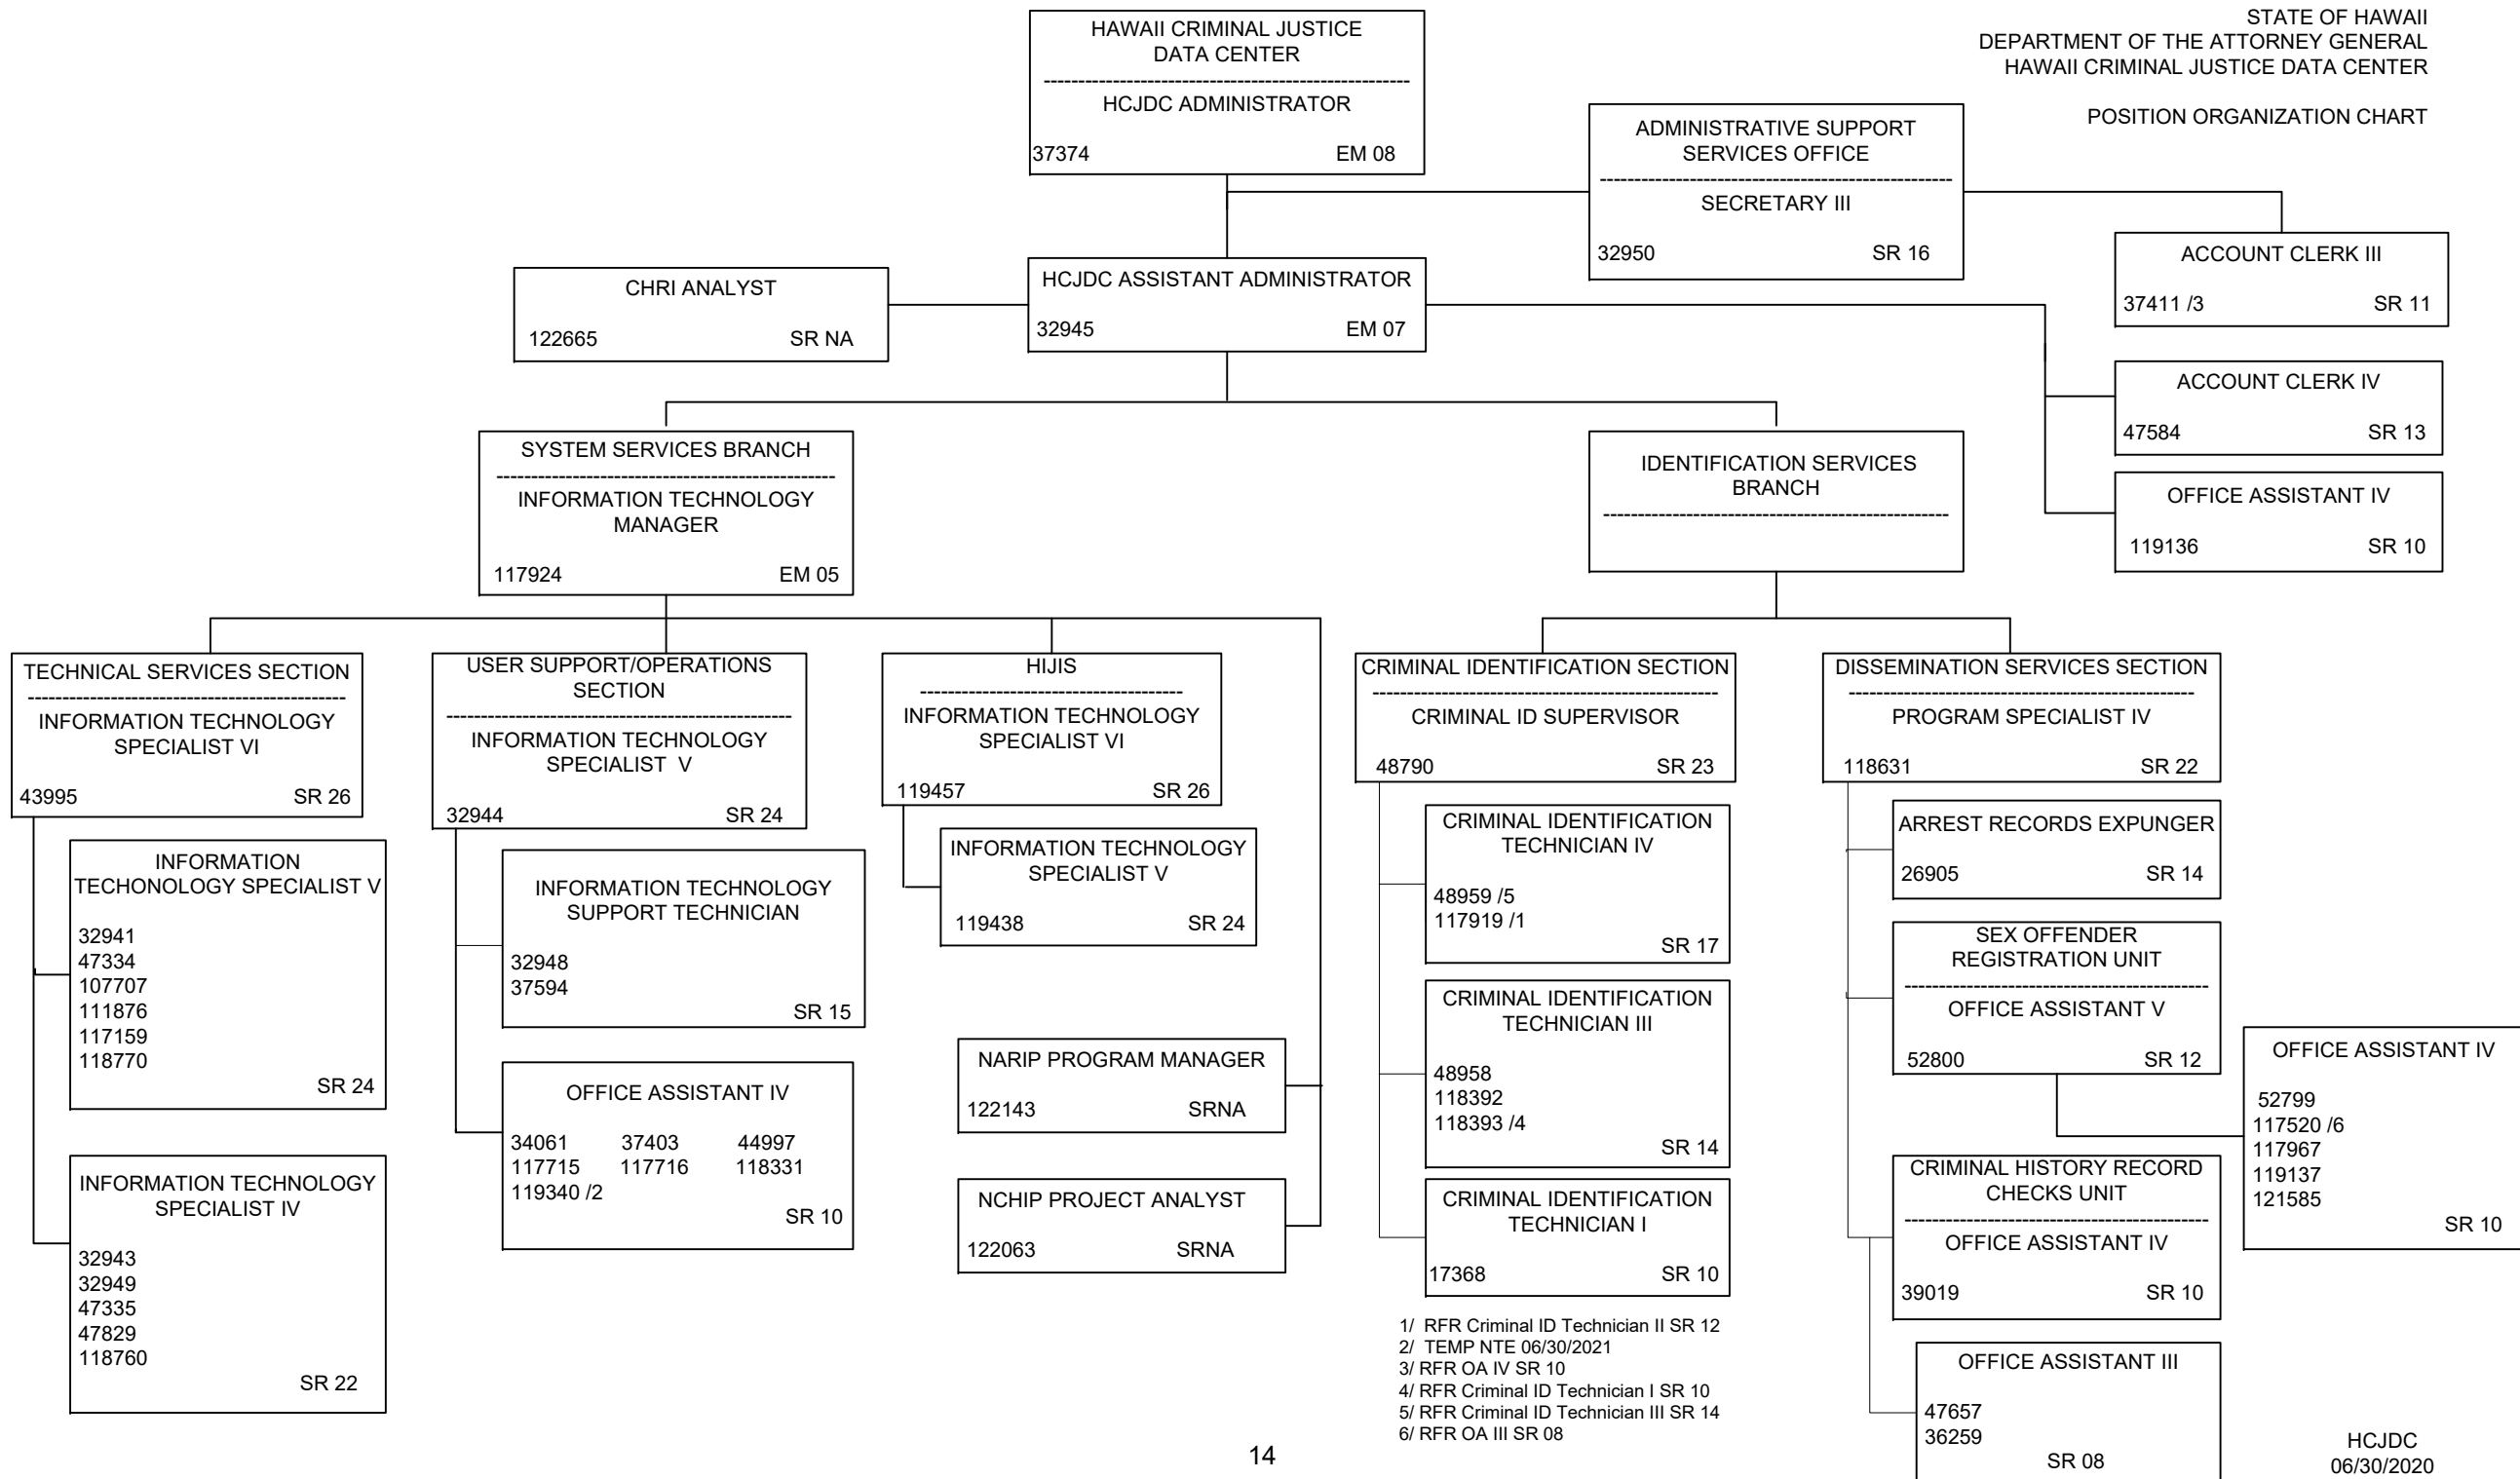 STATE OF HAWAII
DEPARTMENT OF THE ATTORNEY GENERAL
HAWAII CRIMINAL JUSTICE DATA CENTER
POSITION ORGANIZATION CHART
HAWAII CRIMINAL JUSTICE
DATA CENTER
HCJDC ADMINISTRATOR
37374 EM 08
ADMINISTRATIVE SUPPORT
SERVICES OFFICE
SECRETARY III
32950 SR 16
ACCOUNT CLERK III
37411 /3 SR 11
CHRI ANALYST
122665 SR NA
HCJDC ASSISTANT ADMINISTRATOR
32945 EM 07
ACCOUNT CLERK IV
47584 SR 13
OFFICE ASSISTANT IV
119136 SR 10
SYSTEM SERVICES BRANCH
INFORMATION TECHNOLOGY
MANAGER
117924 EM 05
IDENTIFICATION SERVICES
BRANCH
TECHNICAL SERVICES SECTION
INFORMATION TECHNOLOGY
SPECIALIST VI
43995 SR 26
INFORMATION
TECHONOLOGY SPECIALIST V
32941
47334
107707
111876
117159
118770
SR 24
INFORMATION TECHNOLOGY
SPECIALIST IV
32943
32949
47335
47829
118760
SR 22
USER SUPPORT/OPERATIONS
SECTION
INFORMATION TECHNOLOGY
SPECIALIST V
32944 SR 24
INFORMATION TECHNOLOGY
SUPPORT TECHNICIAN
32948
37594
SR 15
OFFICE ASSISTANT IV
34061 37403 44997
117715 117716 118331
119340 /2
SR 10
HIJIS
INFORMATION TECHNOLOGY
SPECIALIST VI
119457 SR 26
INFORMATION TECHNOLOGY
SPECIALIST V
119438 SR 24
NARIP PROGRAM MANAGER
122143 SRNA
NCHIP PROJECT ANALYST
122063 SRNA
CRIMINAL IDENTIFICATION SECTION
CRIMINAL ID SUPERVISOR
48790 SR 23
CRIMINAL IDENTIFICATION
TECHNICIAN IV
48959 /5
117919 /1
SR 17
CRIMINAL IDENTIFICATION
TECHNICIAN III
48958
118392
118393 /4
SR 14
CRIMINAL IDENTIFICATION
TECHNICIAN I
17368 SR 10
DISSEMINATION SERVICES SECTION
PROGRAM SPECIALIST IV
118631 SR 22
ARREST RECORDS EXPUNGER
26905 SR 14
SEX OFFENDER
REGISTRATION UNIT
OFFICE ASSISTANT V
52800 SR 12
OFFICE ASSISTANT IV
52799
117520 /6
117967
119137
121585
SR 10
CRIMINAL HISTORY RECORD
CHECKS UNIT
OFFICE ASSISTANT IV
39019 SR 10
OFFICE ASSISTANT III
47657
36259
SR 08
1/ RFR Criminal ID Technician II SR 12
2/ TEMP NTE 06/30/2021
3/ RFR OA IV SR 10
4/ RFR Criminal ID Technician I SR 10
5/ RFR Criminal ID Technician III SR 14
6/ RFR OA III SR 08
14
HCJDC
06/30/2020